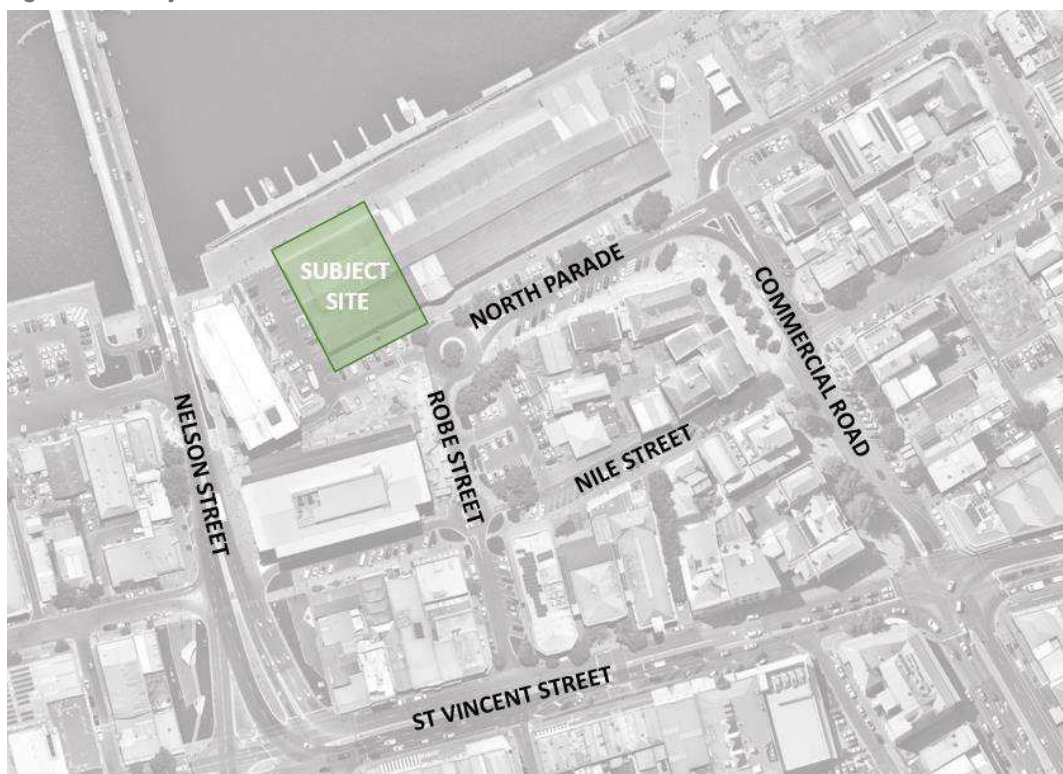 SUBJECT
SITE
NORTH PARADE
COMMERCIAL ROAD
NELSON STREET
ROBE STREET
NILE STREET
ST VINCENT STREET